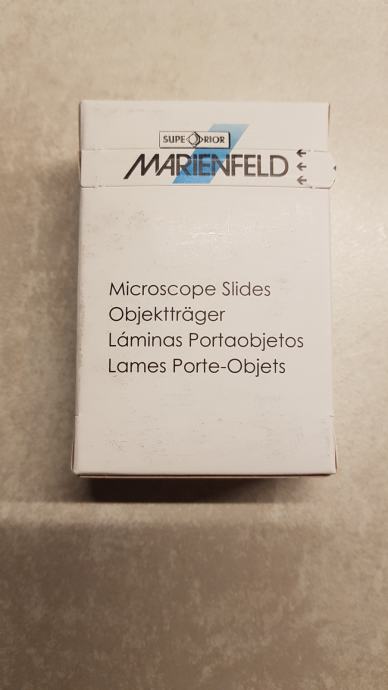 SUPERIOR
MARIENFELD
Microscope Slides
Objektträger
Láminas Portaobjetos
Lames Porte-Objets